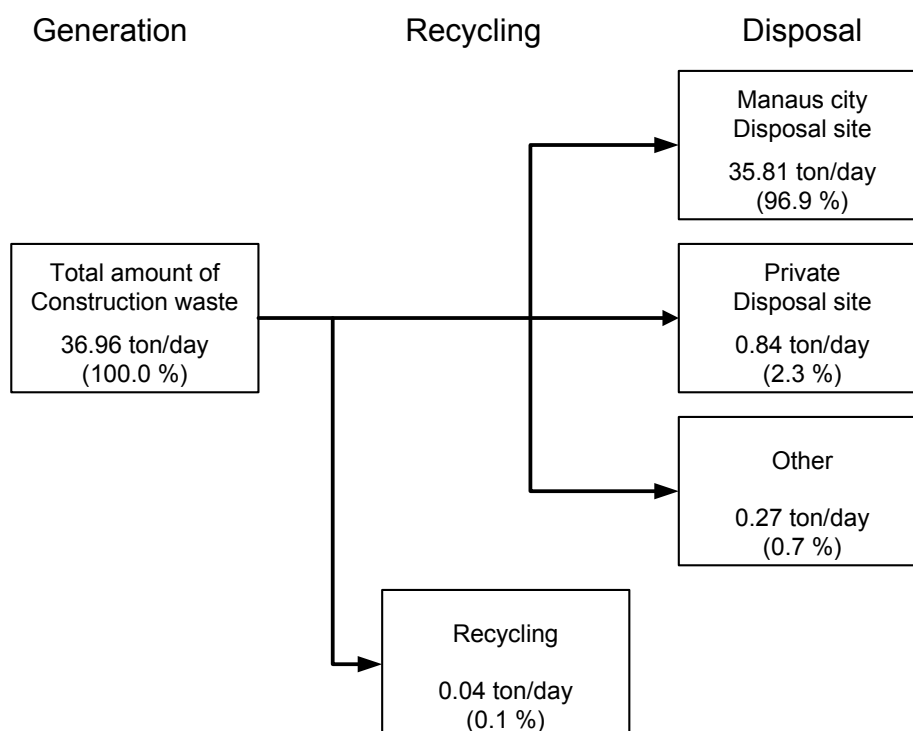 Generation
Recycling
Disposal
Manaus city
Disposal site
35.81 ton/day
(96.9 %)
Total amount of
Construction waste
36.96 ton/day
(100.0 %)
Private
Disposal site
0.84 ton/day
(2.3 %)
Other
0.27 ton/day
(0.7 %)
Recycling
0.04 ton/day
(0.1 %)